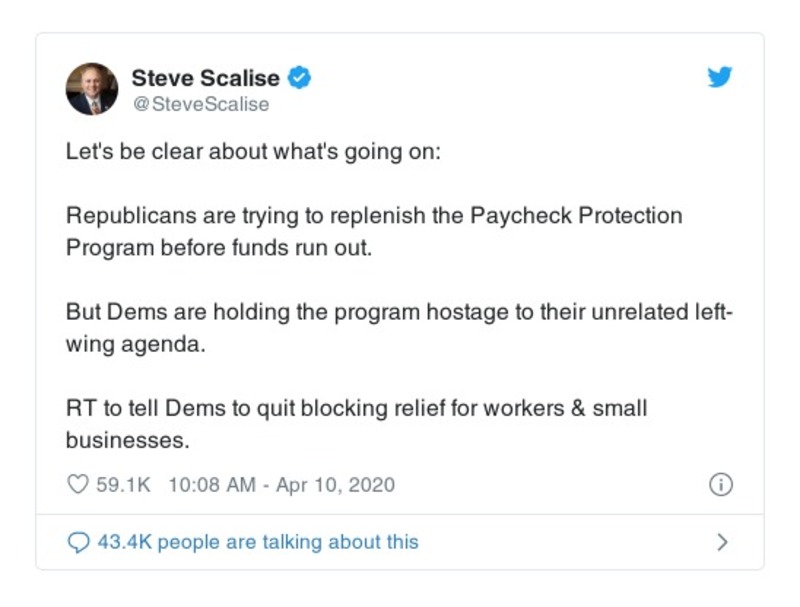 Steve Scalise
@SteveScalise
Let's be clear about what's going on:
Republicans are trying to replenish the Paycheck Protection
Program before funds run out.
But Dems are holding the program hostage to their unrelated left-
wing agenda.
RT to tell Dems to quit blocking relief for workers & small
businesses.
59.1K 10:08 AM - Apr 10, 2020
43.4K people are talking about this